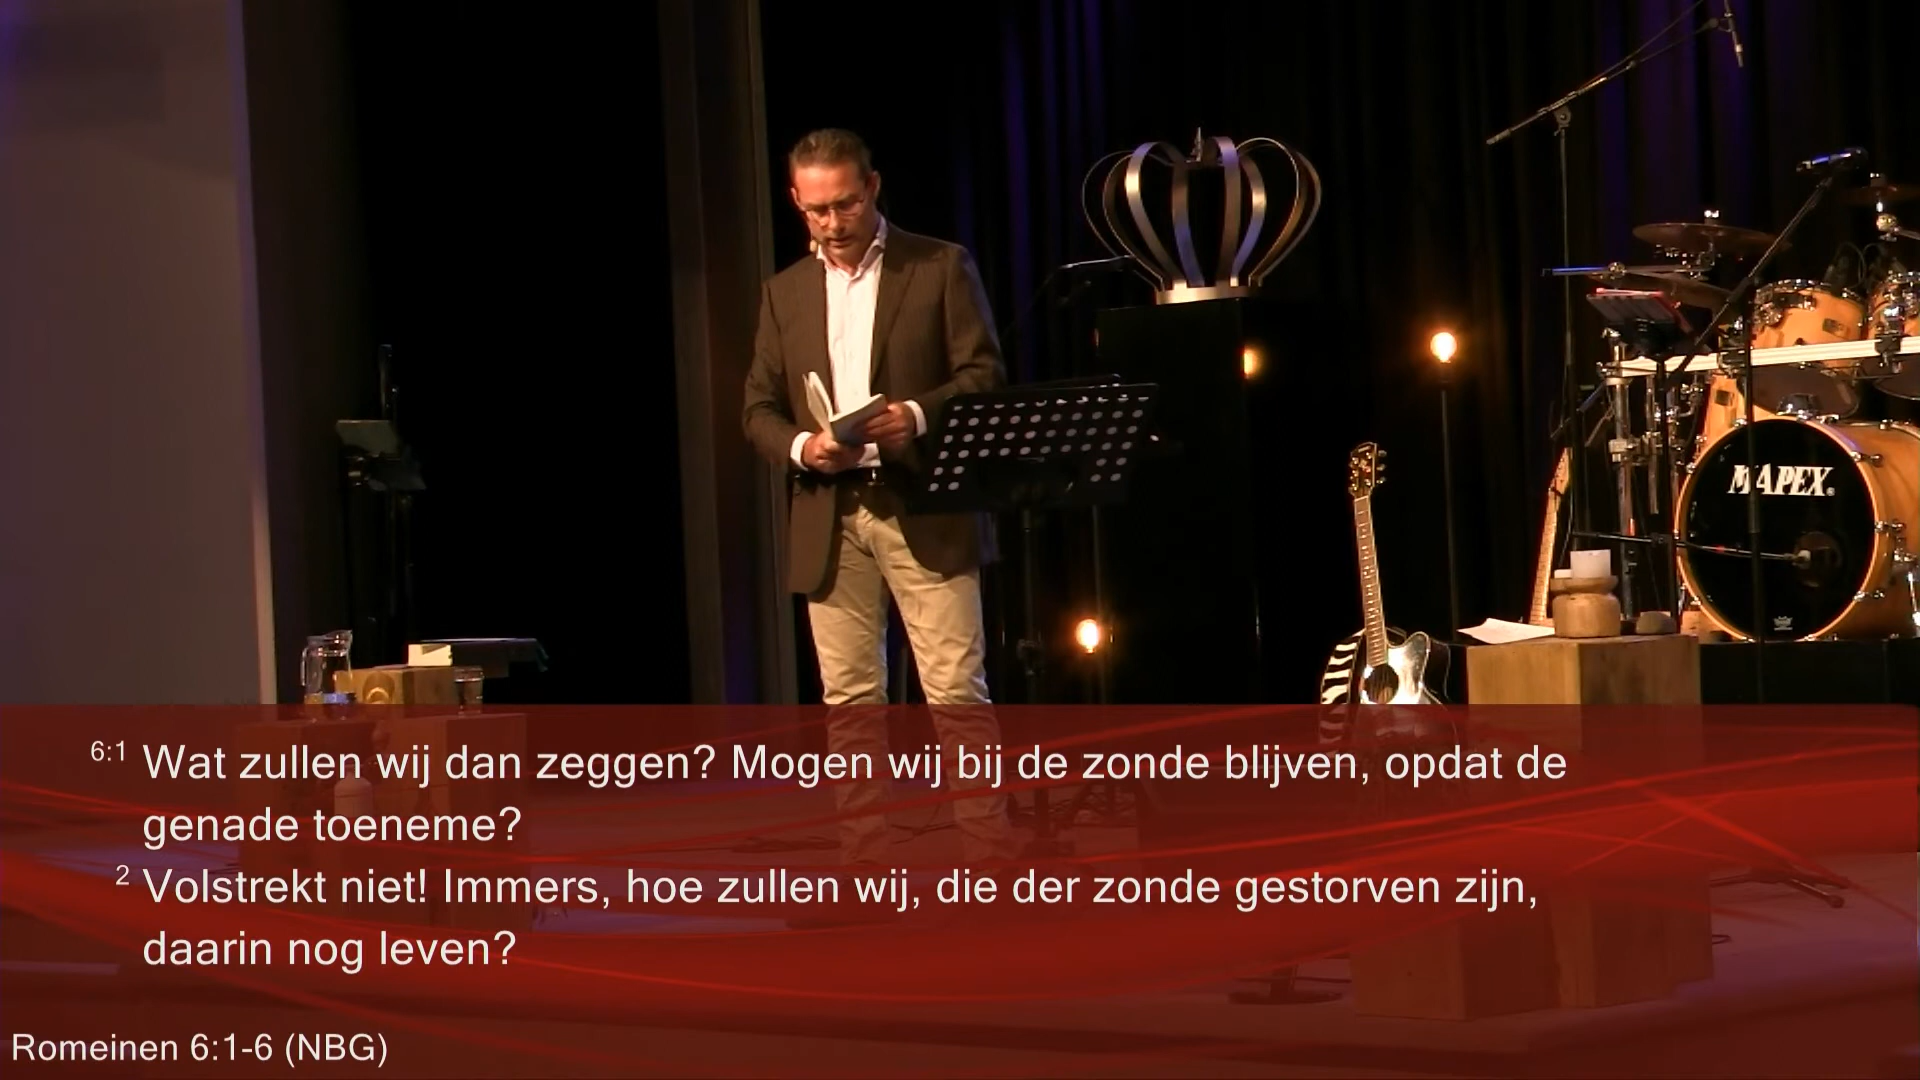 MAPEX
6:1 Wat zullen wij dan zeggen? Mogen wij bij de zonde blijven, opdat de
genade toeneme?
2 Volstrekt niet! Immers, hoe zullen wij, die der zonde gestorven zijn,
daarin nog leven?
Romeinen 6:1-6 (NBG)